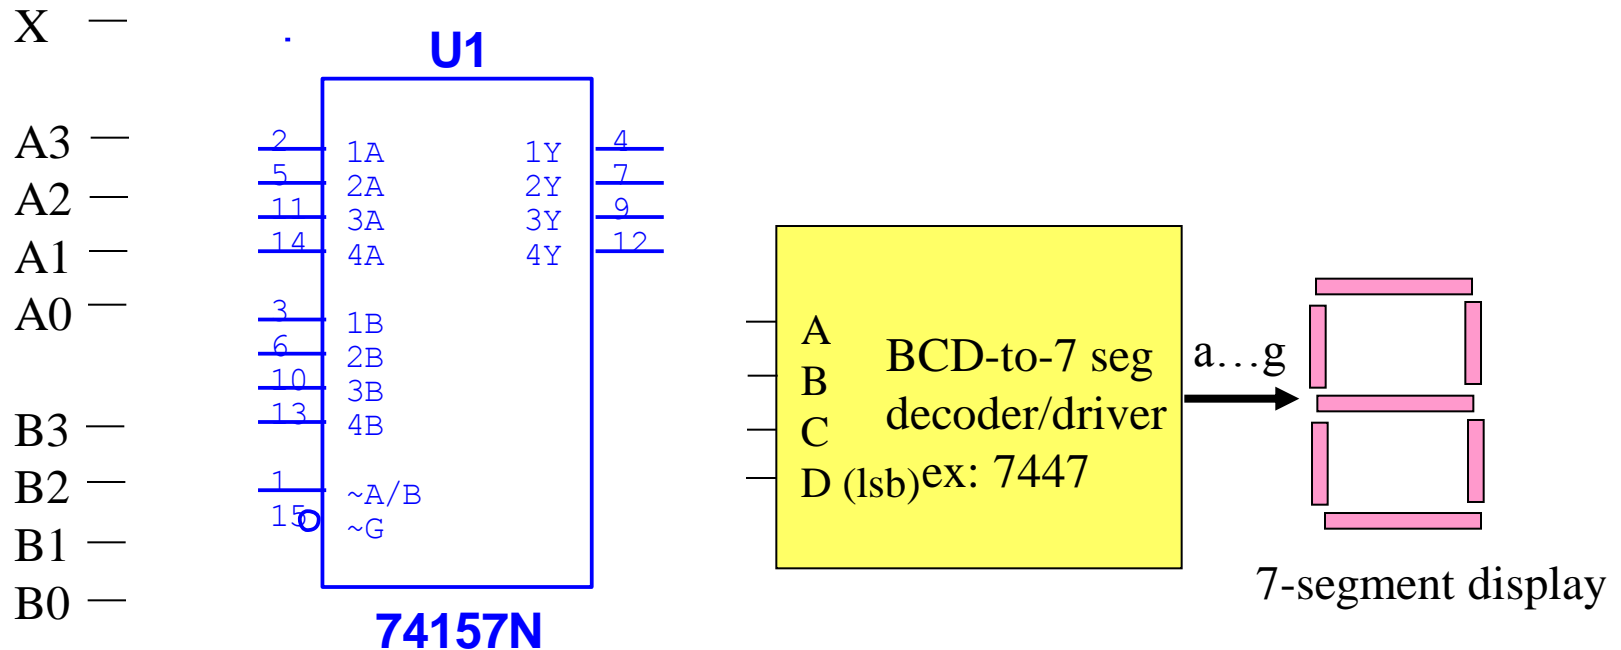 X
A3
A2
A1
A0
B3
B2
B1
B0
U1
2 1A 1Y 4
5 2A 2Y 7
11 3A 3Y 9
14 4A 4Y 12
3 1B
6 2B
10 3B
13 4B
1 ~A/B
15 ~G
74157N
A
B
C
D (lsb)
BCD-to-7 seg
decoder/driver
ex: 7447
a…g
7-segment display